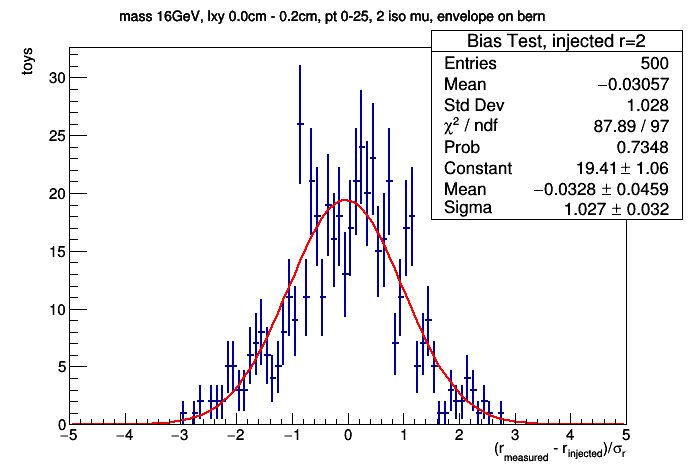 mass 16GeV, lxy 0.0cm - 0.2cm, pt 0-25, 2 iso mu, envelope on bern
Bias Test, injected r=2
Entries 500
Mean −0.03057
Std Dev 1.028
χ² / ndf 87.89 / 97
Prob 0.7348
Constant 19.41 ± 1.06
Mean −0.0328 ± 0.0459
Sigma 1.027 ± 0.032
toys
30
25
20
15
10
5
0
−5 −4 −3 −2 −1 0 1 2 3 4 5
(r_measured - r_injected)/σ_r